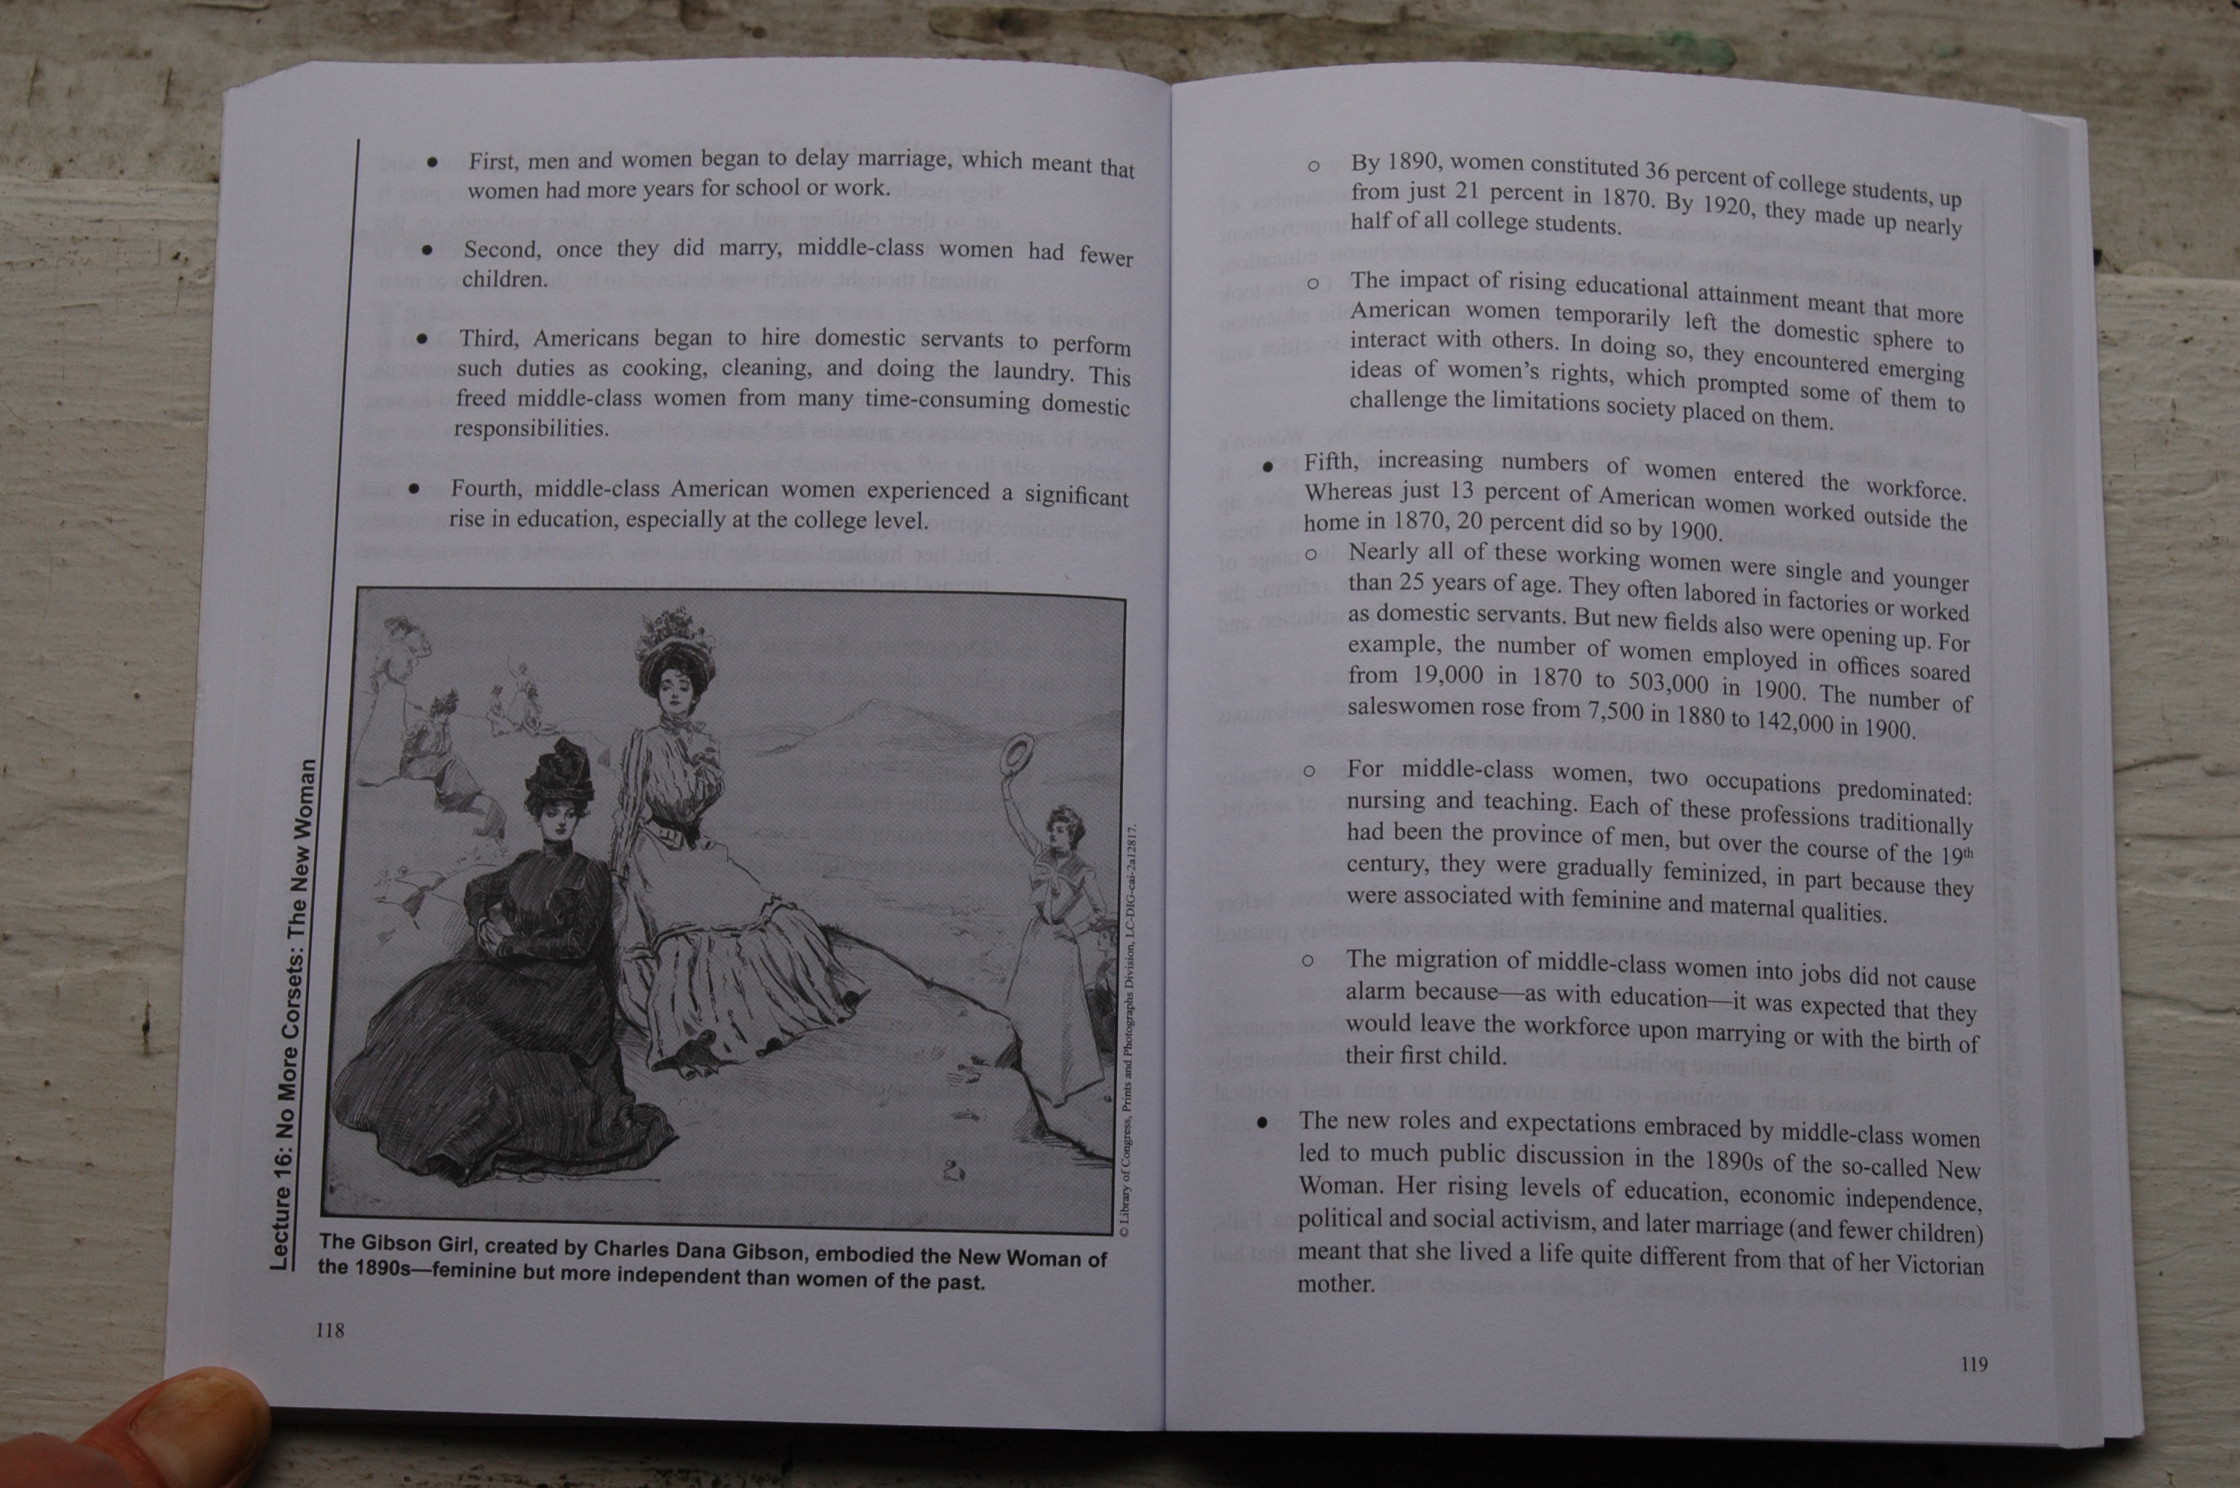 • First, men and women began to delay marriage, which meant that
women had more years for school or work.
• Second, once they did marry, middle-class women had fewer
children.
• Third, Americans began to hire domestic servants to perform
such duties as cooking, cleaning, and doing the laundry. This
freed middle-class women from many time-consuming domestic
responsibilities.
• Fourth, middle-class American women experienced a significant
rise in education, especially at the college level.
Lecture 16: No More Corsets: The New Woman
© Library of Congress, Prints and Photographs Division, LC-DIG-cai-2a12817.
The Gibson Girl, created by Charles Dana Gibson, embodied the New Woman of
the 1890s—feminine but more independent than women of the past.
118
○ By 1890, women constituted 36 percent of college students, up
from just 21 percent in 1870. By 1920, they made up nearly
half of all college students.
○ The impact of rising educational attainment meant that more
American women temporarily left the domestic sphere to
interact with others. In doing so, they encountered emerging
ideas of women's rights, which prompted some of them to
challenge the limitations society placed on them.
• Fifth, increasing numbers of women entered the workforce.
Whereas just 13 percent of American women worked outside the
home in 1870, 20 percent did so by 1900.
○ Nearly all of these working women were single and younger
than 25 years of age. They often labored in factories or worked
as domestic servants. But new fields also were opening up. For
example, the number of women employed in offices soared
from 19,000 in 1870 to 503,000 in 1900. The number of
saleswomen rose from 7,500 in 1880 to 142,000 in 1900.
○ For middle-class women, two occupations predominated:
nursing and teaching. Each of these professions traditionally
had been the province of men, but over the course of the 19th
century, they were gradually feminized, in part because they
were associated with feminine and maternal qualities.
○ The migration of middle-class women into jobs did not cause
alarm because—as with education—it was expected that they
would leave the workforce upon marrying or with the birth of
their first child.
• The new roles and expectations embraced by middle-class women
led to much public discussion in the 1890s of the so-called New
Woman. Her rising levels of education, economic independence,
political and social activism, and later marriage (and fewer children)
meant that she lived a life quite different from that of her Victorian
mother.
119